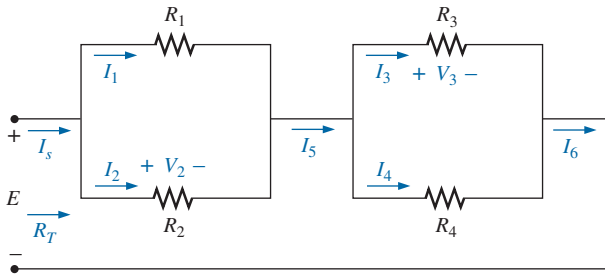 R1 R3
I1 I3 + V3 −
+ Is I2 + V2 − I5 I4 I6
E RT R2 R4
−